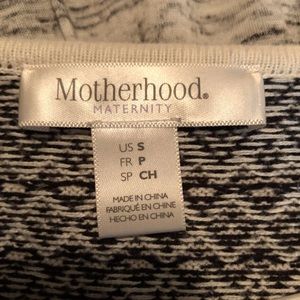 Motherhood®
MATERNITY
US S
FR P
SP CH
MADE IN CHINA
FABRIQUÉ EN CHINE
HECHO EN CHINA